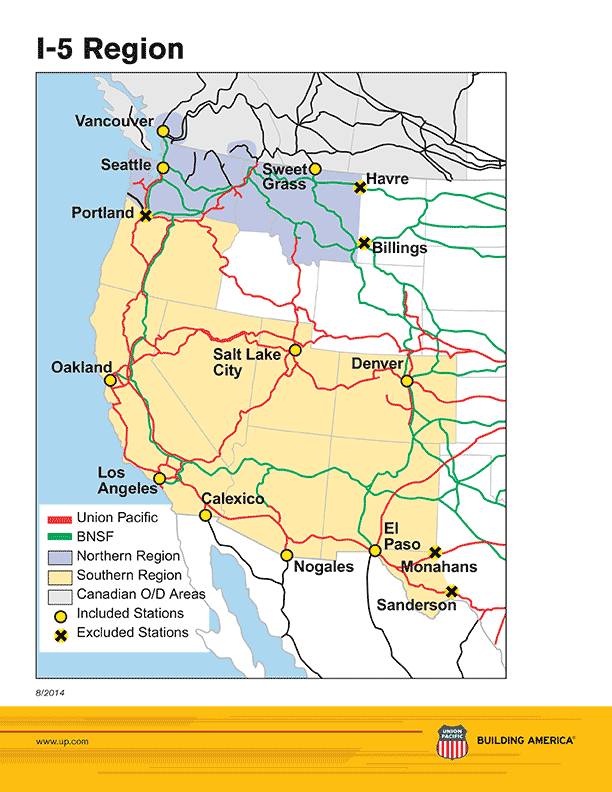 I-5 Region
Vancouver
Seattle
Sweet
Grass
Havre
Portland
Billings
Oakland
Salt Lake
City
Denver
Los
Angeles
Calexico
El
Paso
Nogales
Monahans
Sanderson
Union Pacific
BNSF
Northern Region
Southern Region
Canadian O/D Areas
Included Stations
Excluded Stations
8/2014
www.up.com
UNION
PACIFIC
BUILDING AMERICA®